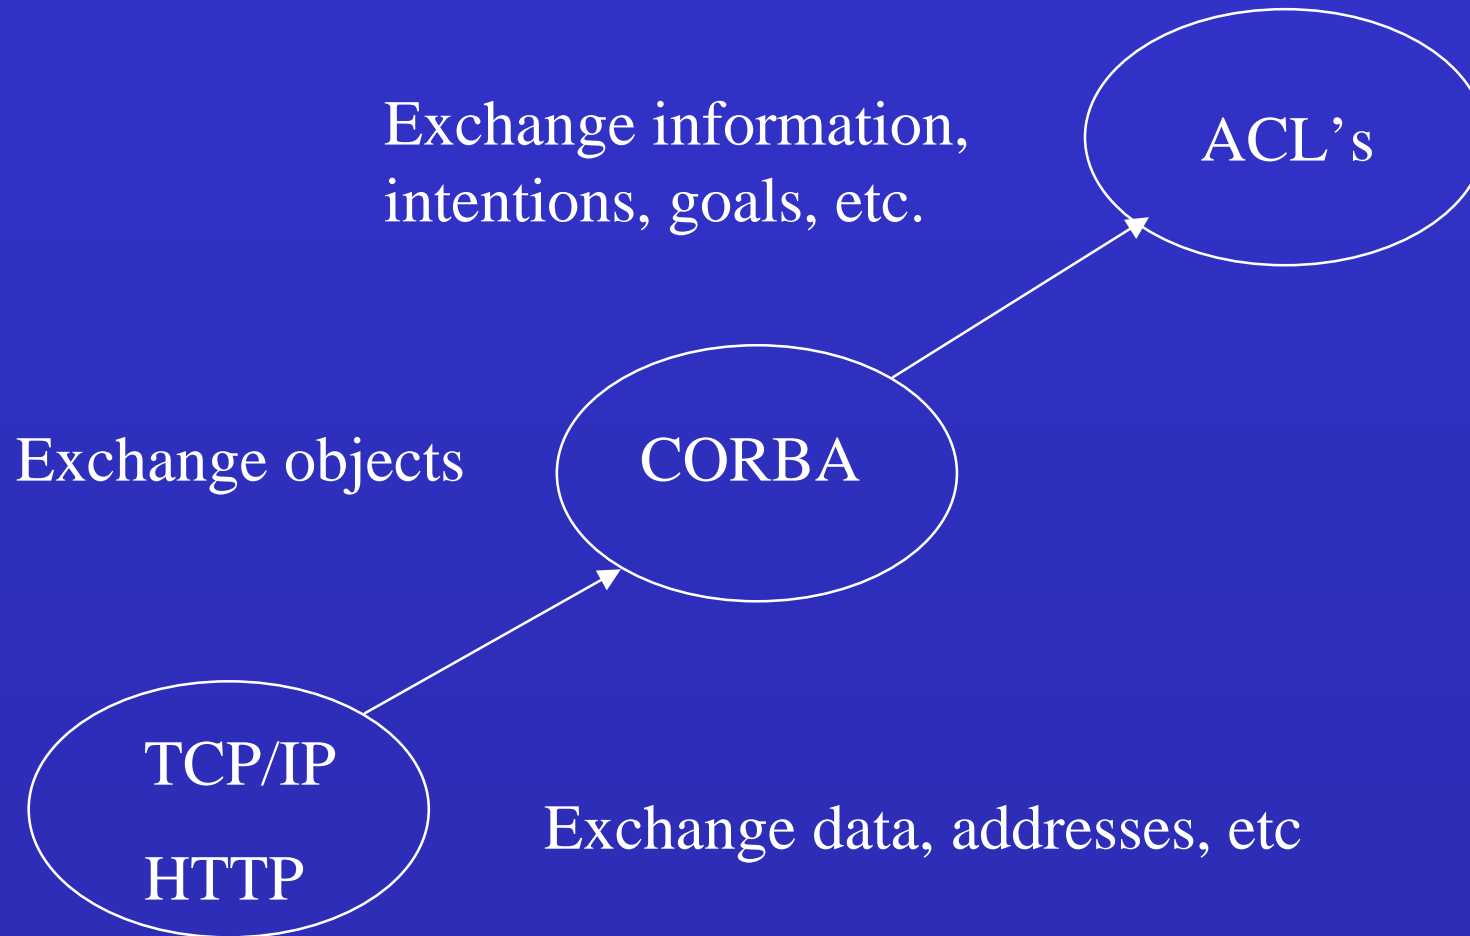 Exchange information,
intentions, goals, etc.
ACL’s
Exchange objects
CORBA
TCP/IP
HTTP
Exchange data, addresses, etc